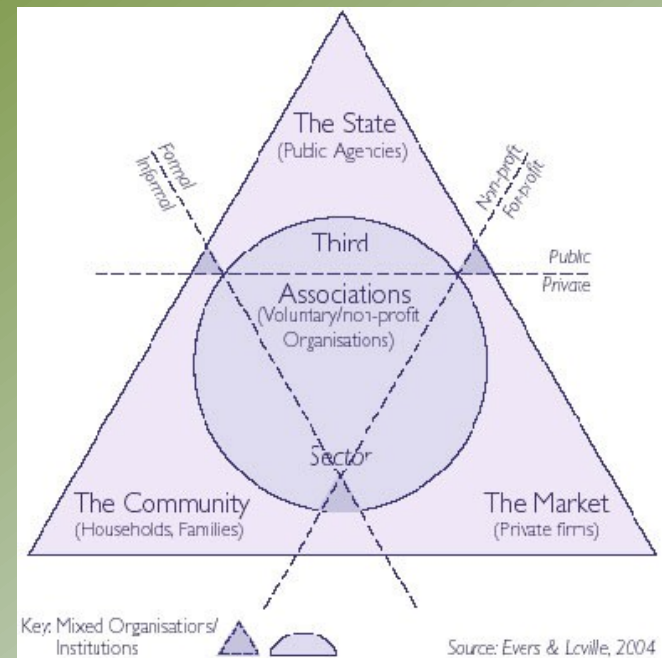 The State
(Public Agencies)
Formal
Informal
Non-profit
For-profit
Third
Public
Private
Associations
(Voluntary/non-profit
Organisations)
Sector
The Community
(Households, Families)
The Market
(Private firms)
Key: Mixed Organisations/
Institutions
Source: Evers & Lcville, 2004